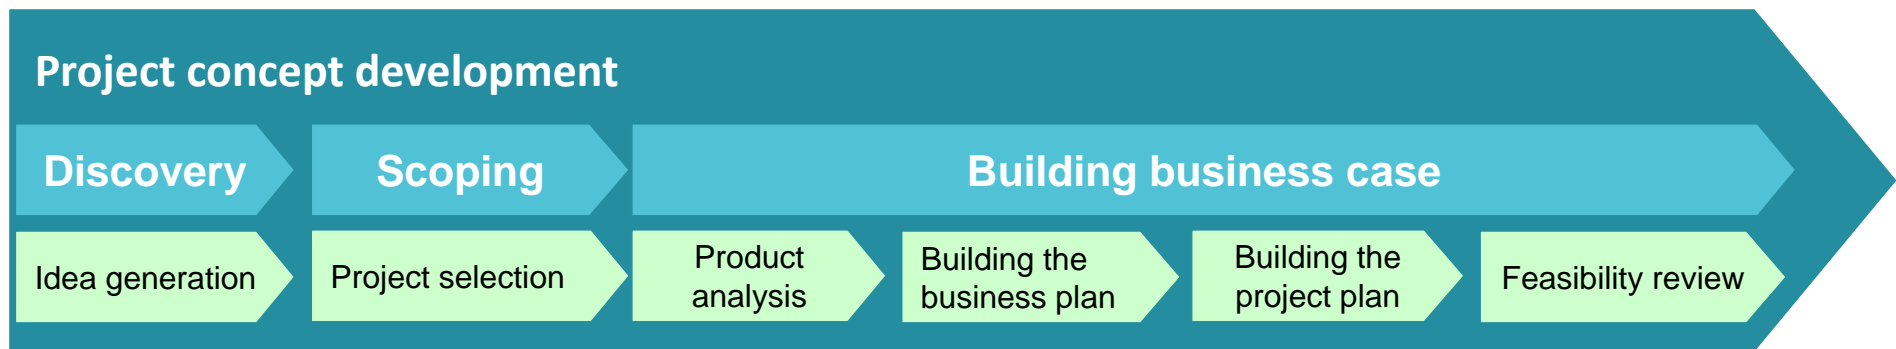 Project concept development
Discovery
Scoping
Building business case
Idea generation
Project selection
Product
analysis
Building the
business plan
Building the
project plan
Feasibility review